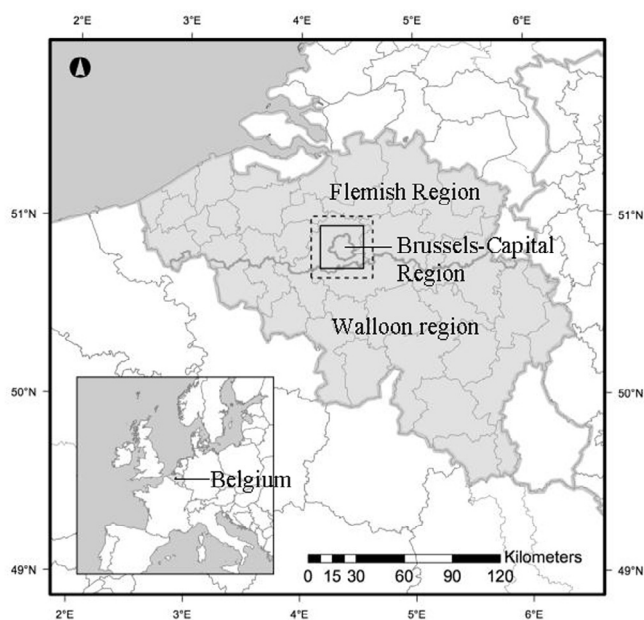 2°E 3°E 4°E 5°E 6°E
Flemish Region
51°N 51°N
Brussels-Capital
Region
Walloon region
50°N 50°N
Belgium
Kilometers
0 15 30 60 90 120
49°N 49°N
2°E 3°E 4°E 5°E 6°E